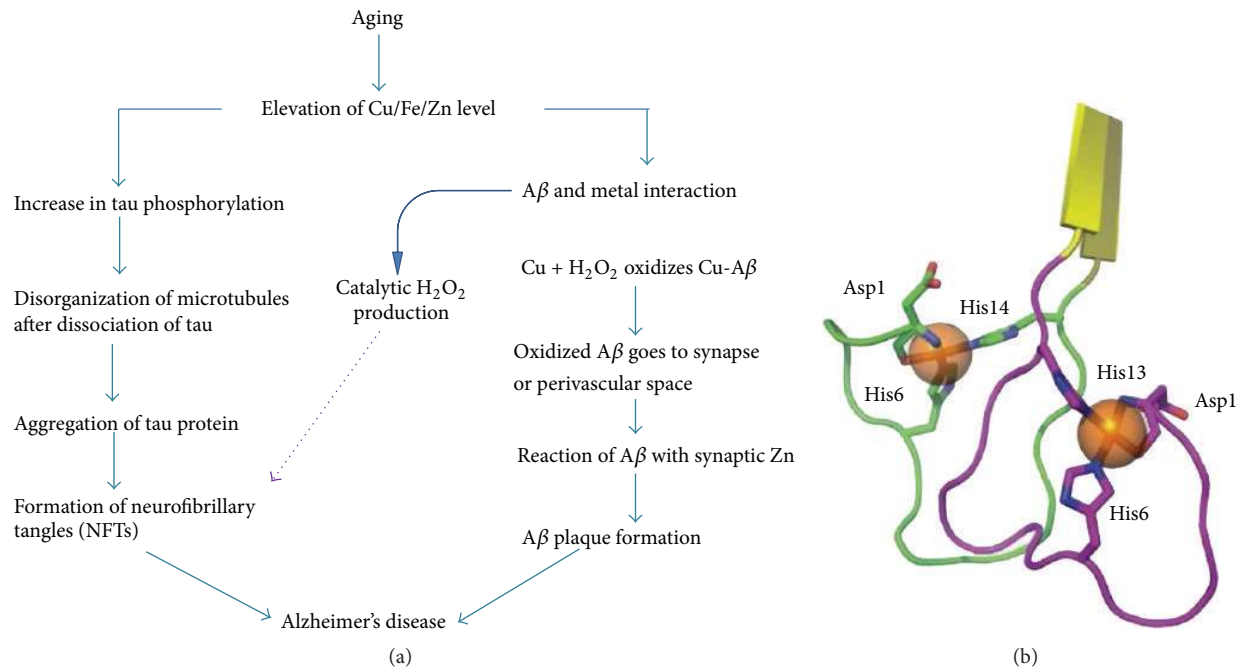 Aging
Elevation of Cu/Fe/Zn level
Increase in tau phosphorylation
Disorganization of microtubules
after dissociation of tau
Aggregation of tau protein
Formation of neurofibrillary
tangles (NFTs)
Aβ and metal interaction
Catalytic H₂O₂
production
Cu + H₂O₂ oxidizes Cu-Aβ
Oxidized Aβ goes to synapse
or perivascular space
Reaction of Aβ with synaptic Zn
Aβ plaque formation
Alzheimer's disease
(a)
Asp1
His14
His6
His13
Asp1
His6
(b)